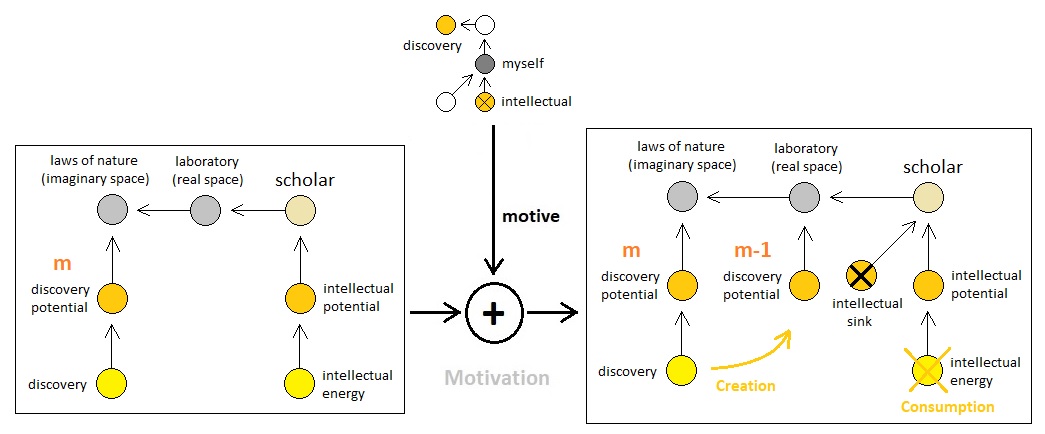 discovery
myself
intellectual
motive
+
Motivation
laws of nature
(imaginary space)
laboratory
(real space)
scholar
m
discovery
potential
intellectual
potential
discovery
intellectual
energy
laws of nature
(imaginary space)
laboratory
(real space)
scholar
m
m-1
discovery
potential
discovery
potential
intellectual
sink
intellectual
potential
discovery
Creation
intellectual
energy
Consumption